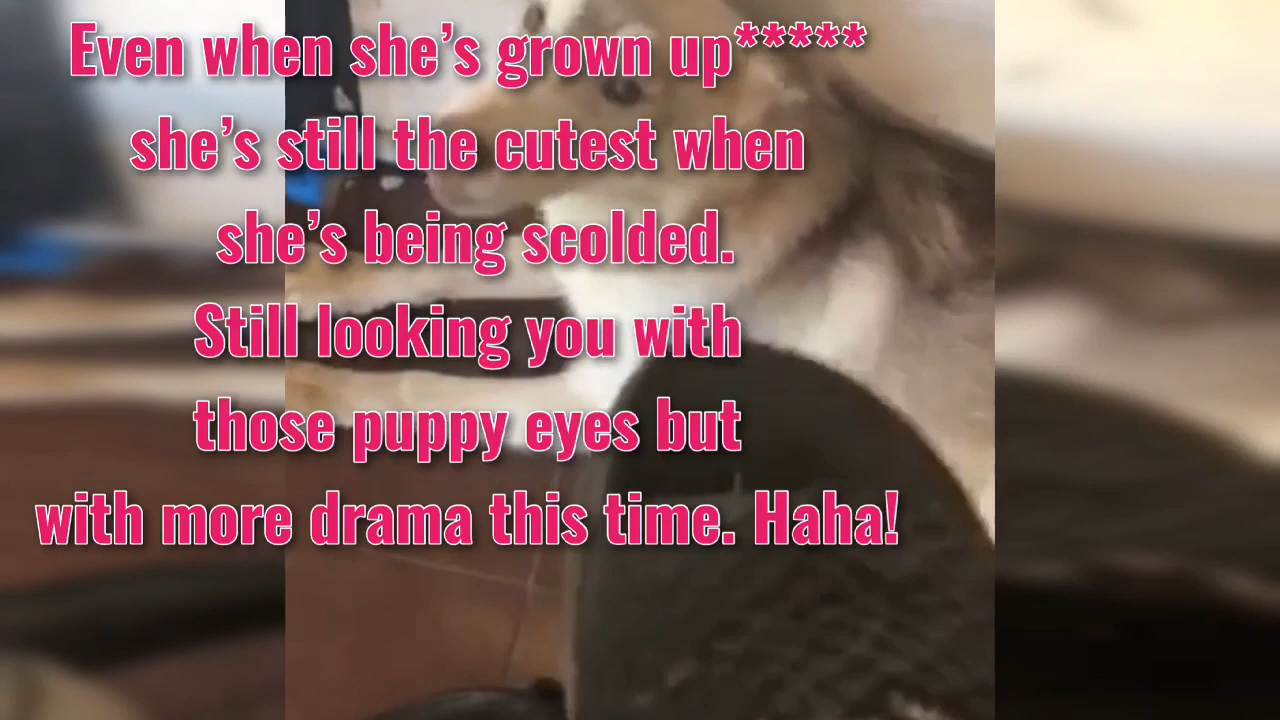 Even when she's grown up*****
she's still the cutest when
she's being scolded.
Still looking you with
those puppy eyes but
with more drama this time. Haha!